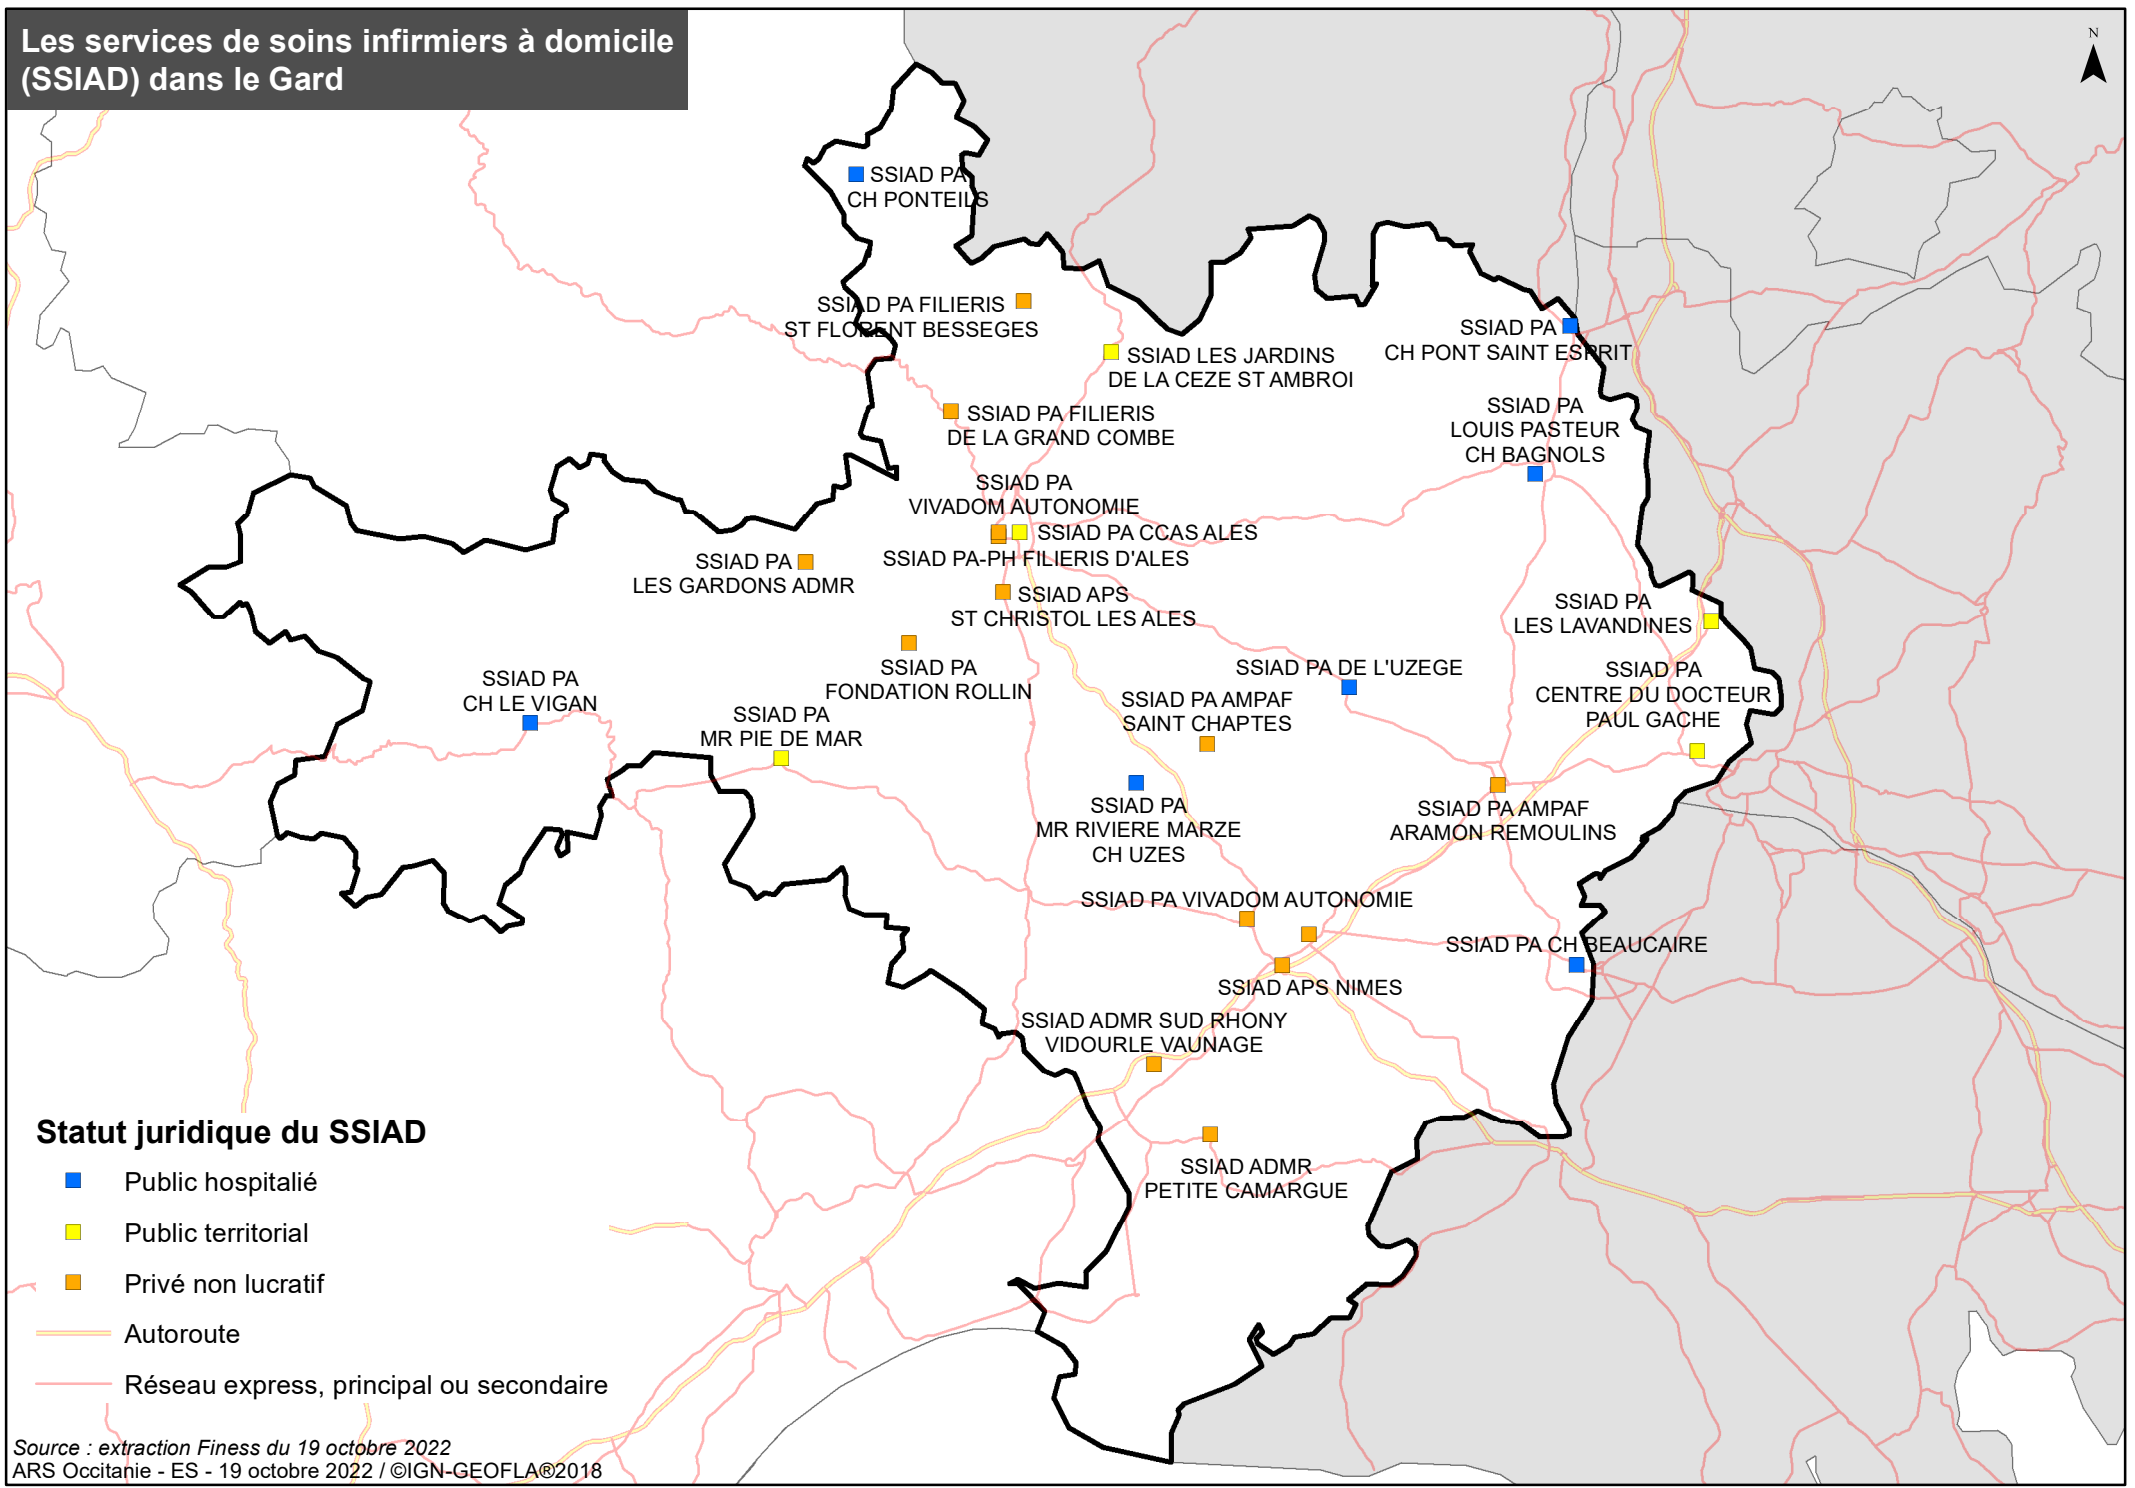 Les services de soins infirmiers à domicile
(SSIAD) dans le Gard
N
SSIAD PA
CH PONTEILS
SSIAD PA FILIERIS
ST FLORENT BESSEGES
SSIAD PA
CH PONT SAINT ESPRIT
SSIAD LES JARDINS
DE LA CEZE ST AMBROI
SSIAD PA FILIERIS
DE LA GRAND COMBE
SSIAD PA
LOUIS PASTEUR
CH BAGNOLS
SSIAD PA
VIVADOM AUTONOMIE
SSIAD PA CCAS ALES
SSIAD PA-PH FILIERIS D'ALES
SSIAD PA
LES GARDONS ADMR
SSIAD APS
ST CHRISTOL LES ALES
SSIAD PA
LES LAVANDINES
SSIAD PA
FONDATION ROLLIN
SSIAD PA DE L'UZEGE
SSIAD PA
CENTRE DU DOCTEUR
PAUL GACHE
SSIAD PA
CH LE VIGAN
SSIAD PA AMPAF
SAINT CHAPTES
SSIAD PA
MR PIE DE MAR
SSIAD PA
MR RIVIERE MARZE
CH UZES
SSIAD PA AMPAF
ARAMON REMOULINS
SSIAD PA VIVADOM AUTONOMIE
SSIAD PA CH BEAUCAIRE
SSIAD APS NIMES
SSIAD ADMR SUD RHONY
VIDOURLE VAUNAGE
SSIAD ADMR
PETITE CAMARGUE
Statut juridique du SSIAD
Public hospitalié
Public territorial
Privé non lucratif
Autoroute
Réseau express, principal ou secondaire
Source : extraction Finess du 19 octobre 2022
ARS Occitanie - ES - 19 octobre 2022 / ©IGN-GEOFLA®2018